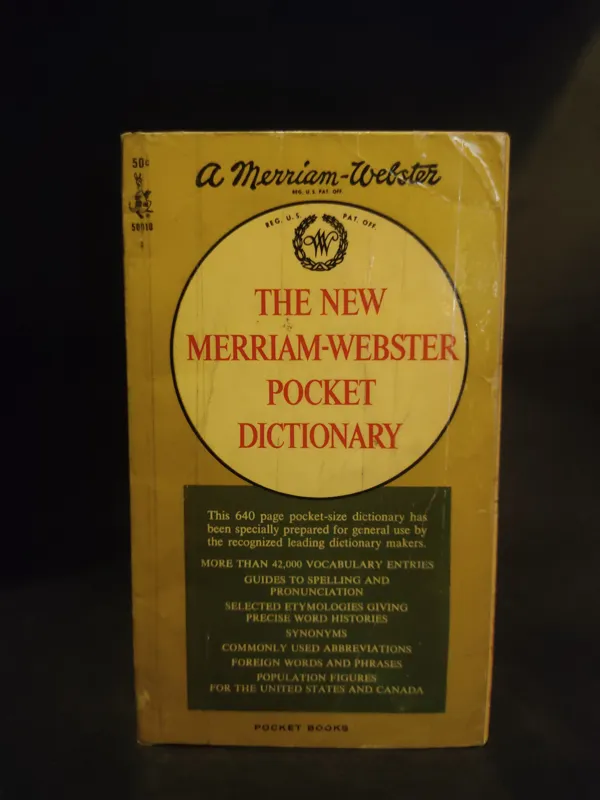 50¢
50010
A Merriam-Webster
REG. U.S. PAT. OFF.
REG. U.S. PAT. OFF.
W
THE NEW
MERRIAM-WEBSTER
POCKET
DICTIONARY
This 640 page pocket-size dictionary has
been specially prepared for general use by
the recognized leading dictionary makers.
MORE THAN 42,000 VOCABULARY ENTRIES
GUIDES TO SPELLING AND
PRONUNCIATION
SELECTED ETYMOLOGIES GIVING
PRECISE WORD HISTORIES
SYNONYMS
COMMONLY USED ABBREVIATIONS
FOREIGN WORDS AND PHRASES
POPULATION FIGURES
FOR THE UNITED STATES AND CANADA
POCKET BOOKS